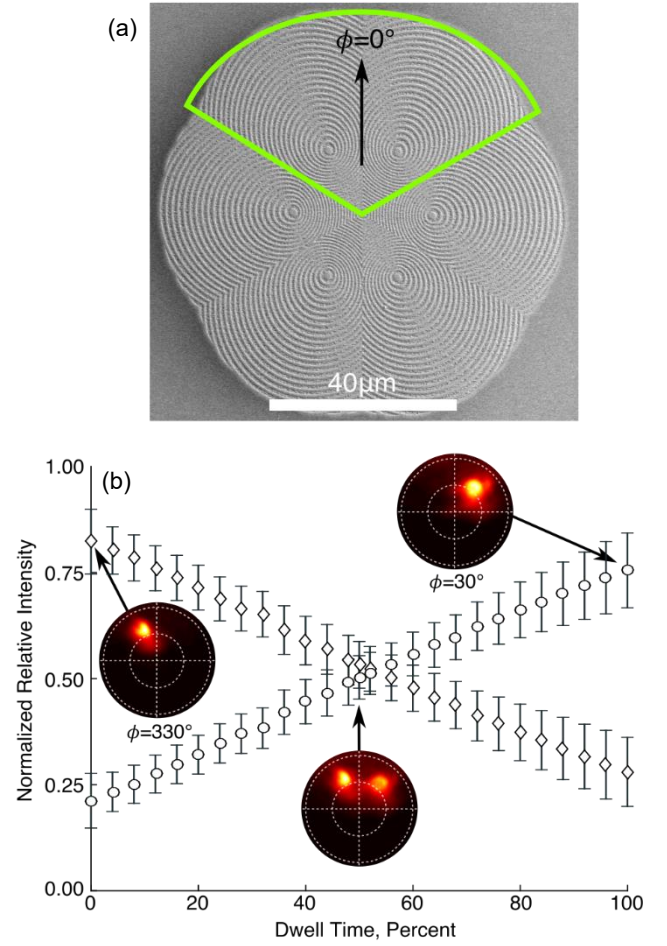 (a)
ϕ=0°
40μm
(b)
1.00
0.75
0.50
0.25
0.00
Normalized Relative Intensity
ϕ=330°
ϕ=30°
0 20 40 60 80 100
Dwell Time, Percent